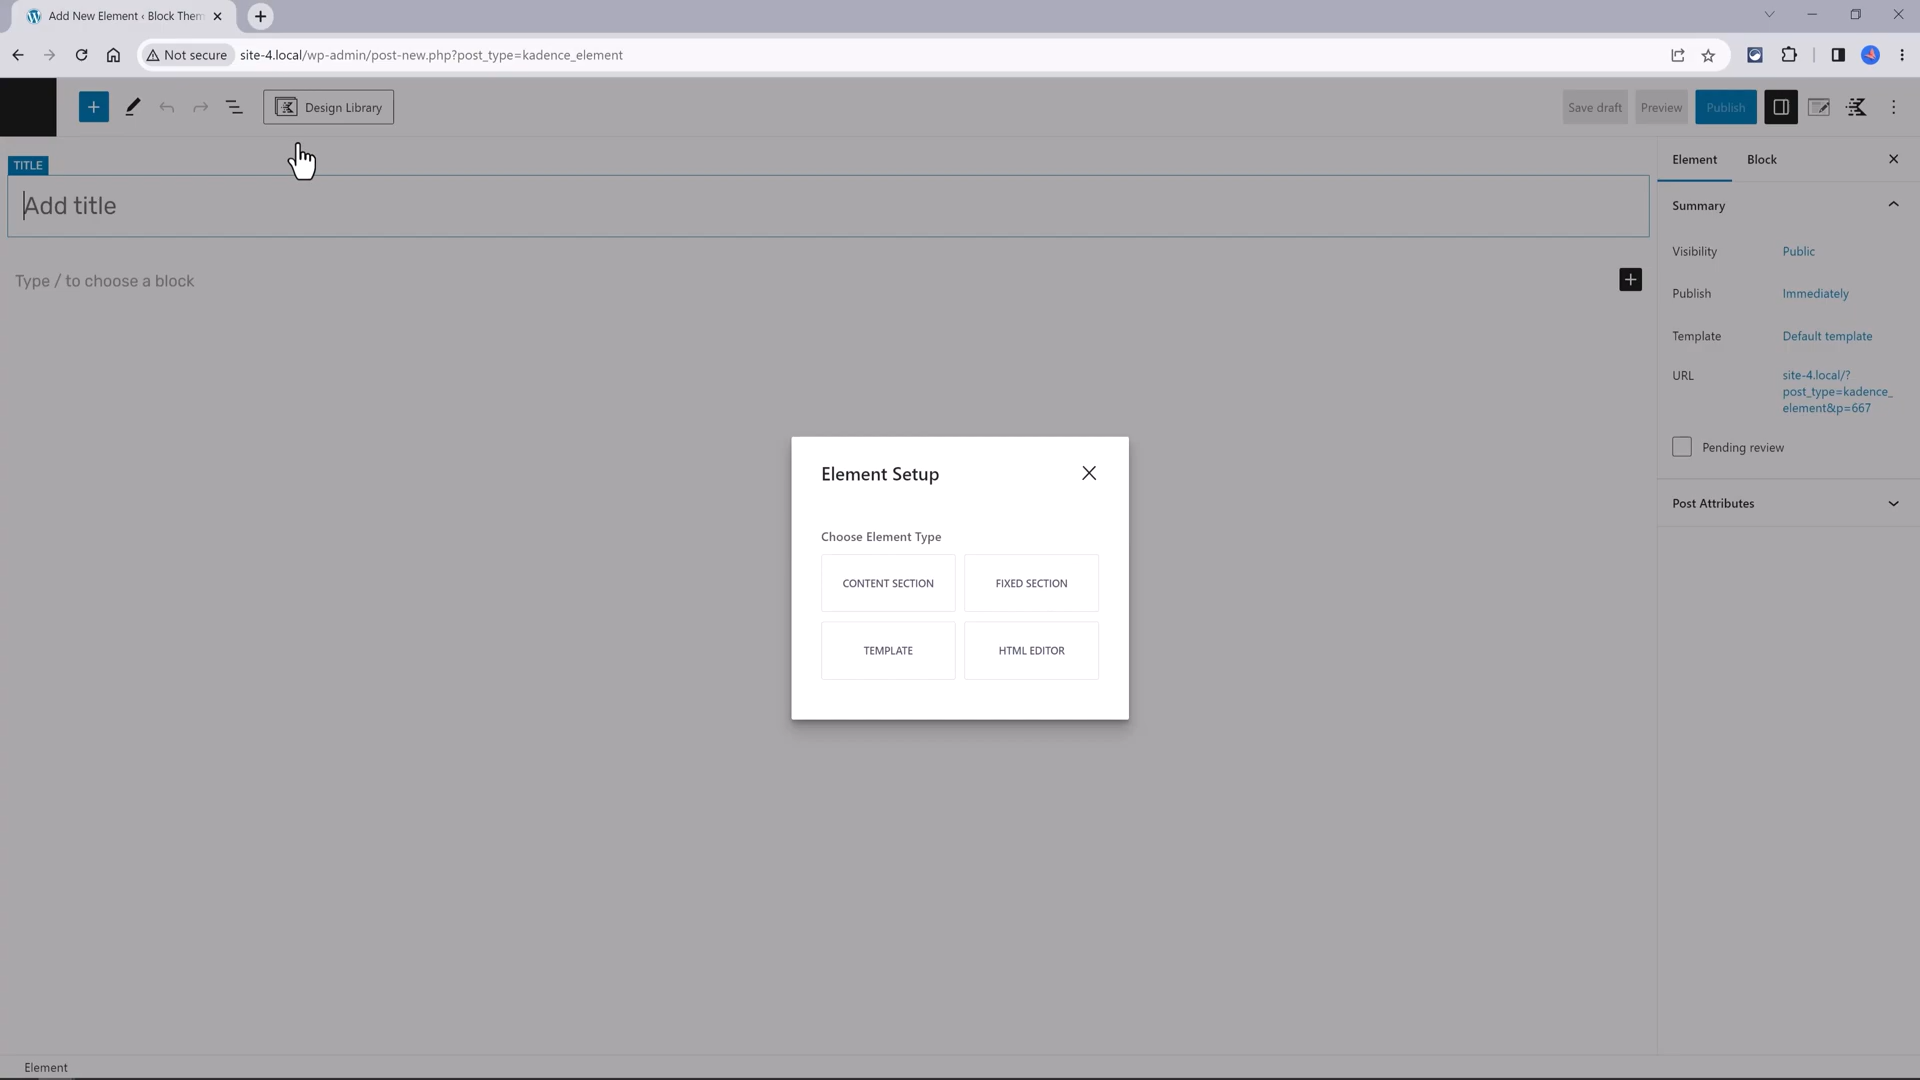 Add New Element ‹ Block Them
Not secure
site-4.local/wp-admin/post-new.php?post_type=kadence_element
Design Library
Save draft
Preview
Publish
TITLE
Add title
Type / to choose a block
Element
Block
Summary
Visibility
Public
Publish
Immediately
Template
Default template
URL
site-4.local/?
post_type=kadence_
element&p=667
Pending review
Post Attributes
Element Setup
Choose Element Type
CONTENT SECTION
FIXED SECTION
TEMPLATE
HTML EDITOR
Element